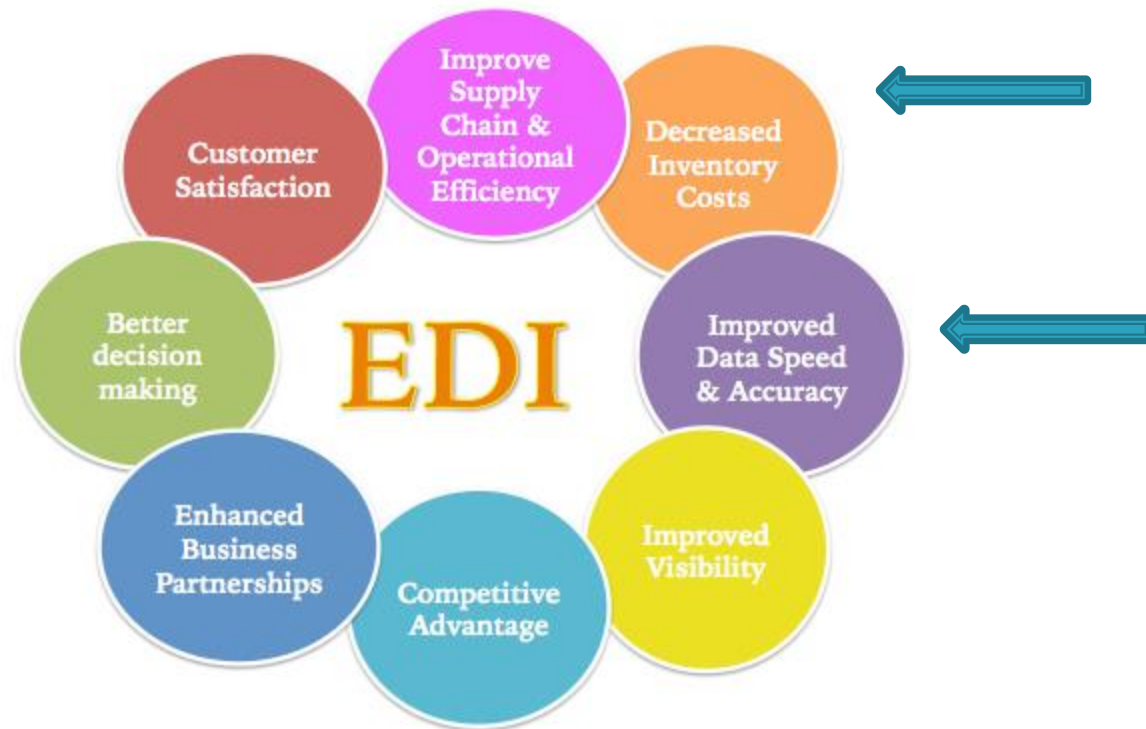 Improve
Supply
Chain &
Operational
Efficiency
Decreased
Inventory
Costs
Improved
Data Speed
& Accuracy
Improved
Visibility
Competitive
Advantage
Enhanced
Business
Partnerships
Better
decision
making
Customer
Satisfaction
EDI